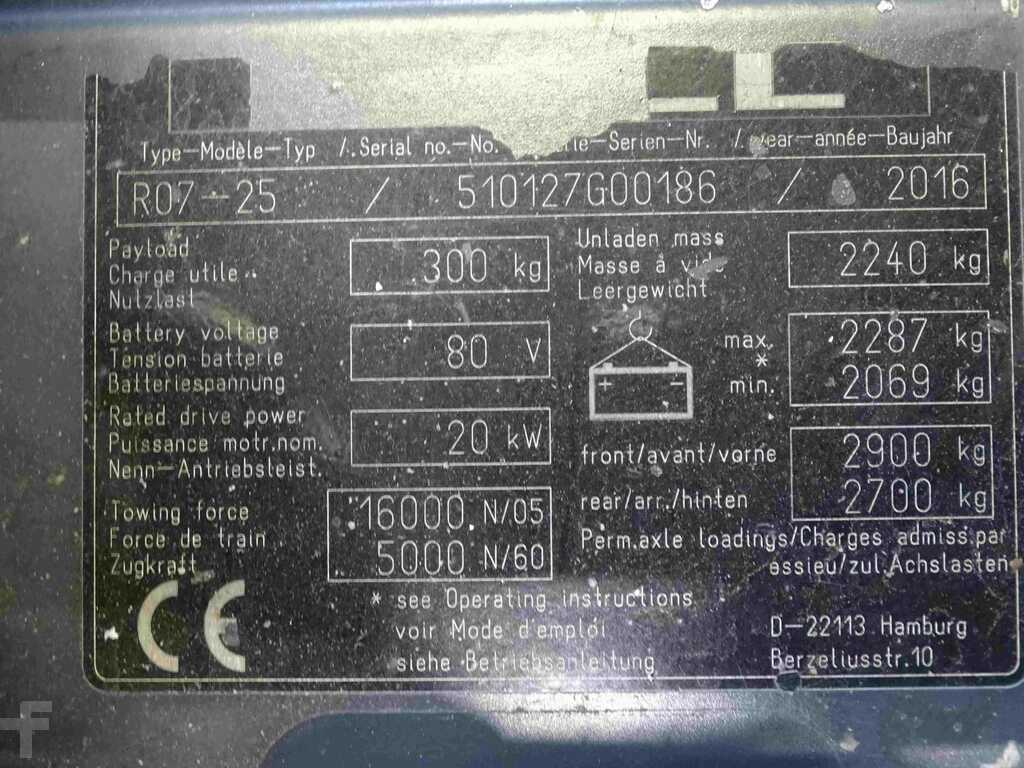 Type–Modèle–Typ / Serial no.–No. –Serien–Nr. / year–année–Baujahr
R07–25 / 510127G00186 / 2016
Payload
Charge utile
Nutzlast
300 kg
Unladen mass
Masse à vide
Leergewicht
2240 kg
Battery voltage
Tension batterie
Batteriespannung
80 V
+ –
max. 2287 kg
*
min. 2069 kg
Rated drive power
Puissance motr.nom.
Nenn–Antriebsleist.
20 kW
front/avant/vorne 2900 kg
rear/arr./hinten 2700 kg
Perm.axle loadings/Charges admiss.par
essieu/zul.Achslasten
Towing force
Force de train
Zugkraft
16000 N/05
5000 N/60
CE
* see Operating instructions
voir Mode d'emploi
siehe Betriebsanleitung
D–22113 Hamburg
Berzeliusstr.10
F